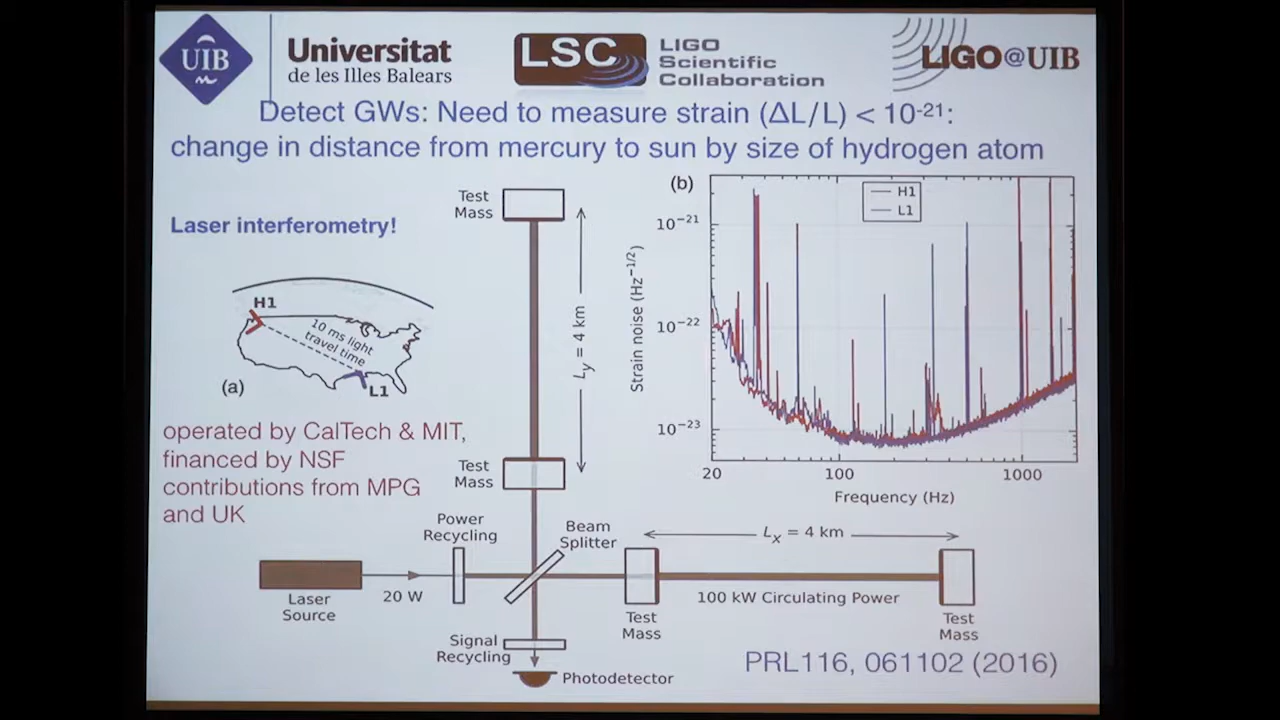 UIB
Universitat
de les Illes Balears
LSC
LIGO
Scientific
Collaboration
LIGO@UIB
Detect GWs: Need to measure strain (ΔL/L) < 10⁻²¹:
change in distance from mercury to sun by size of hydrogen atom
Laser interferometry!
H1
10 ms light
travel time
(a)
L1
operated by CalTech & MIT,
financed by NSF
contributions from MPG
and UK
Test
Mass
Ly = 4 km
Test
Mass
(b)
H1
L1
10⁻²¹
10⁻²²
10⁻²³
Strain noise (Hz⁻¹/²)
20
100
1000
Frequency (Hz)
Power
Recycling
Beam
Splitter
Lx = 4 km
Laser
Source
20 W
100 kW Circulating Power
Test
Mass
Test
Mass
Signal
Recycling
Photodetector
PRL116, 061102 (2016)